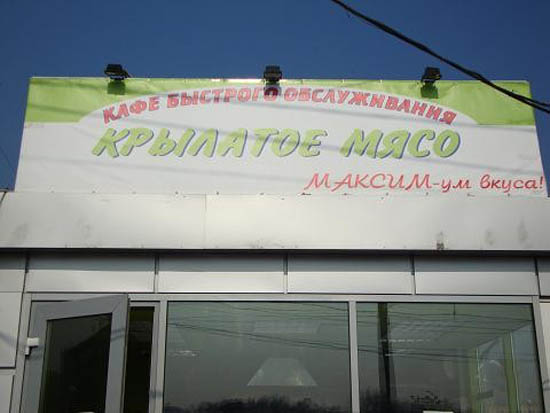 КАФЕ БЫСТРОГО ОБСЛУЖИВАНИЯ
КРЫЛАТОЕ МЯСО
МАКСИМ-ум вкуса!